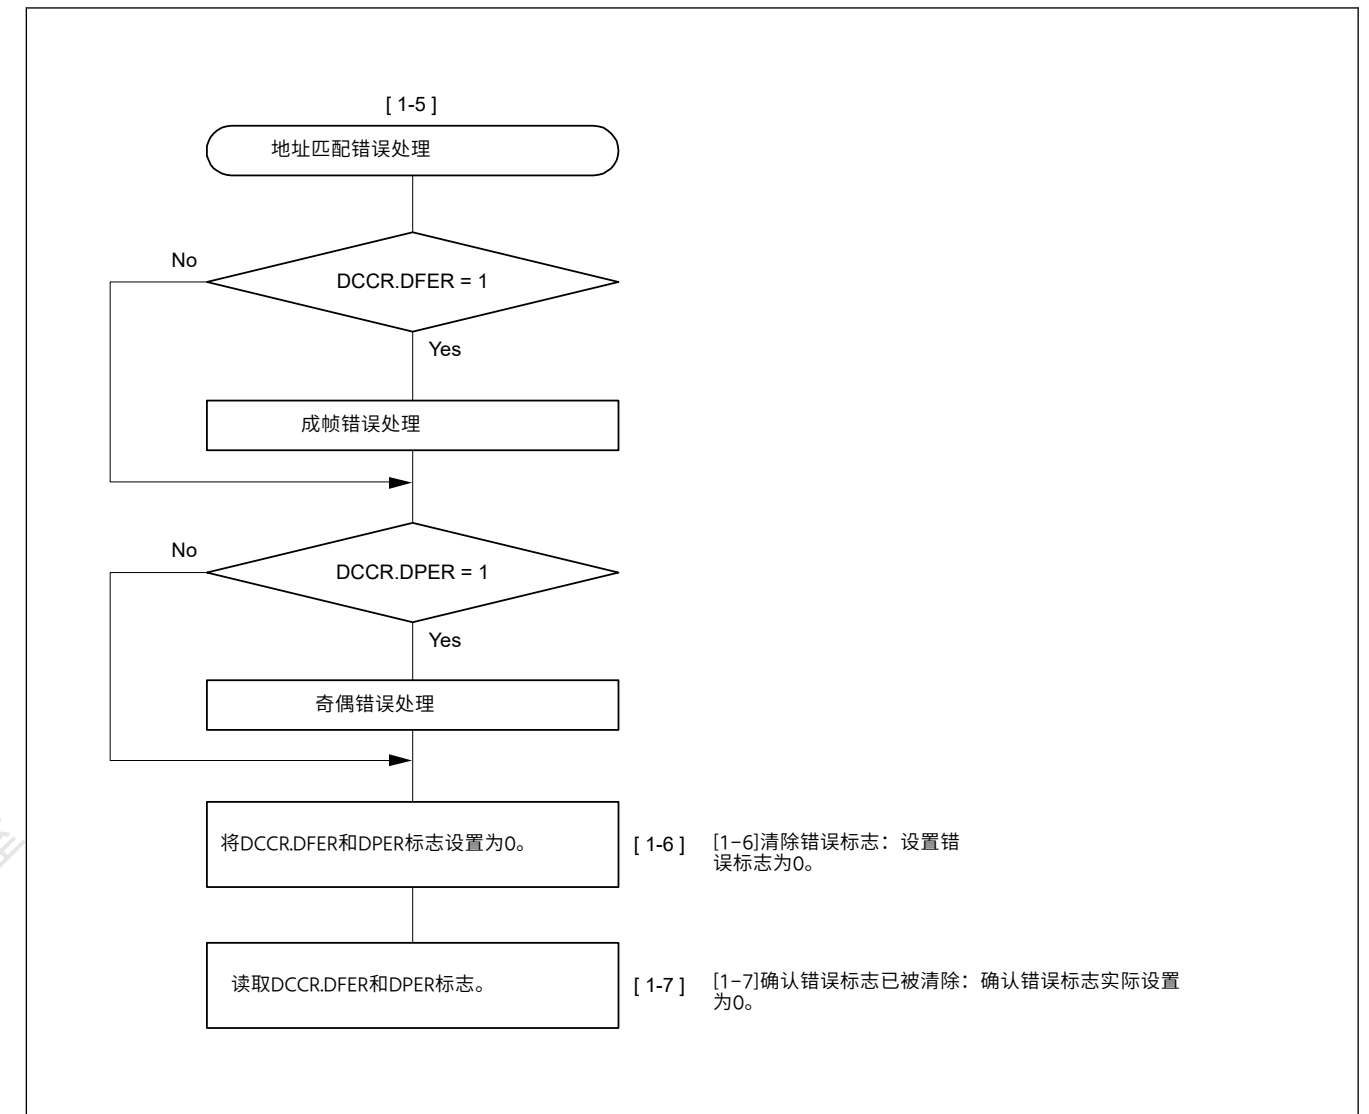 [ 1-5 ]
地址匹配错误处理
No
DCCR.DFER = 1
Yes
成帧错误处理
No
DCCR.DPER = 1
Yes
奇偶错误处理
将DCCR.DFER和DPER标志设置为0。
[ 1-6 ]
[1–6]清除错误标志：设置错
误标志为0。
读取DCCR.DFER和DPER标志。
[ 1-7 ]
[1–7]确认错误标志已被清除：确认错误标志实际设置
为0。